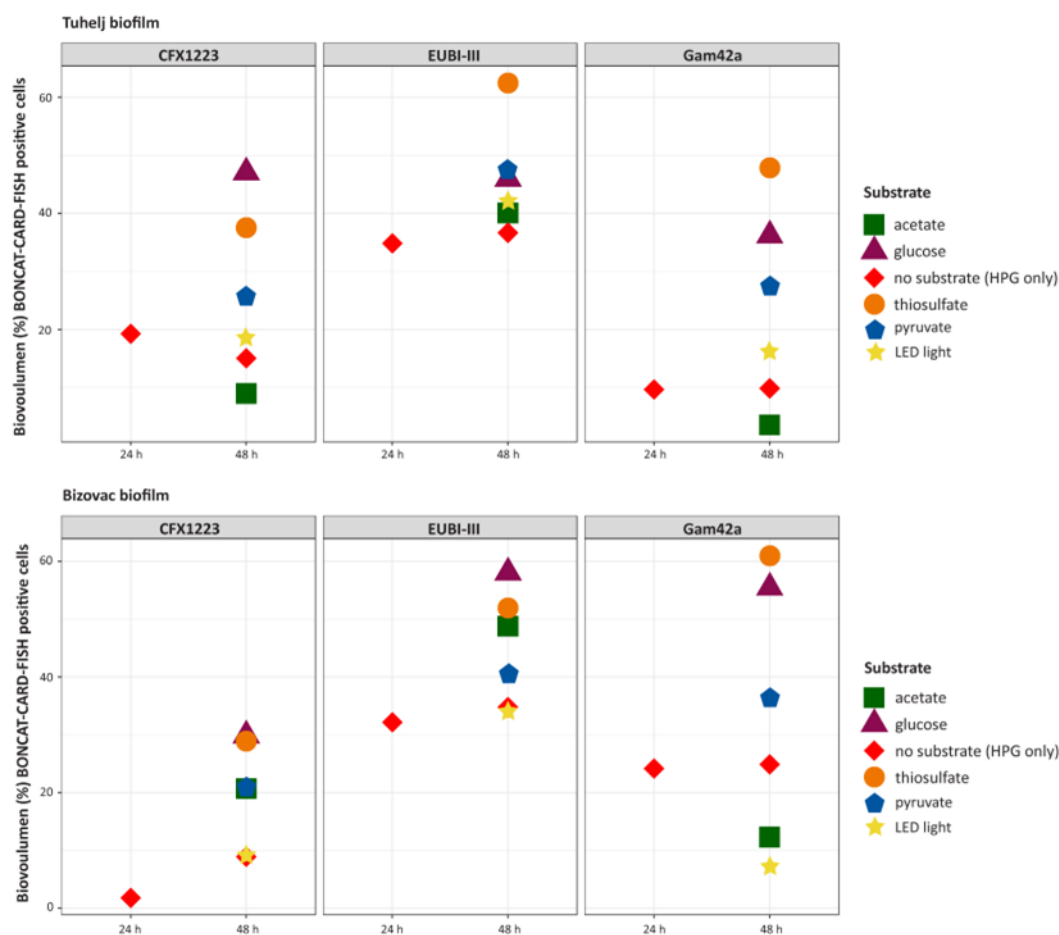 Tuhelj biofilm
CFX1223 EUBI-III Gam42a
Biovoulumen (%) BONCAT-CARD-FISH positive cells
60
40
20
24 h 48 h 24 h 48 h 24 h 48 h
Substrate
acetate
glucose
no substrate (HPG only)
thiosulfate
pyruvate
LED light
Bizovac biofilm
CFX1223 EUBI-III Gam42a
Biovoulumen (%) BONCAT-CARD-FISH positive cells
60
40
20
0
24 h 48 h 24 h 48 h 24 h 48 h
Substrate
acetate
glucose
no substrate (HPG only)
thiosulfate
pyruvate
LED light